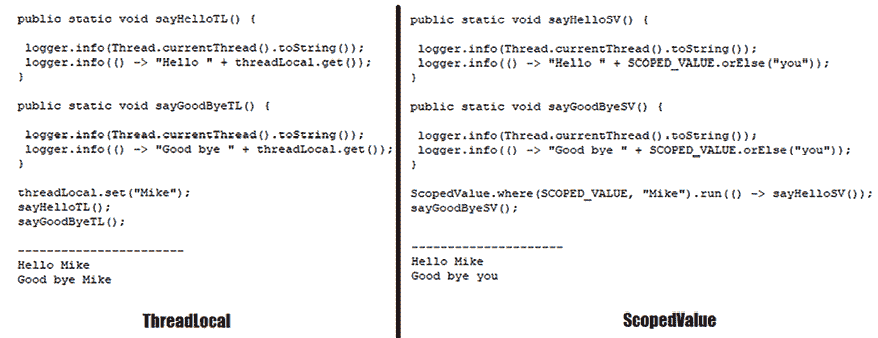 public static void sayHelloTL() {
logger.info(Thread.currentThread().toString());
logger.info(() -> "Hello " + threadLocal.get());
}
public static void sayGoodByeTL() {
logger.info(Thread.currentThread().toString());
logger.info(() -> "Good bye " + threadLocal.get());
}
threadLocal.set("Mike");
sayHelloTL();
sayGoodByeTL();
-----------------------
Hello Mike
Good bye Mike
ThreadLocal
public static void sayHelloSV() {
logger.info(Thread.currentThread().toString());
logger.info(() -> "Hello " + SCOPED_VALUE.orElse("you"));
}
public static void sayGoodByeSV() {
logger.info(Thread.currentThread().toString());
logger.info(() -> "Good bye " + SCOPED_VALUE.orElse("you"));
}
ScopedValue.where(SCOPED_VALUE, "Mike").run(() -> sayHelloSV());
sayGoodByeSV();
---------------------
Hello Mike
Good bye you
ScopedValue